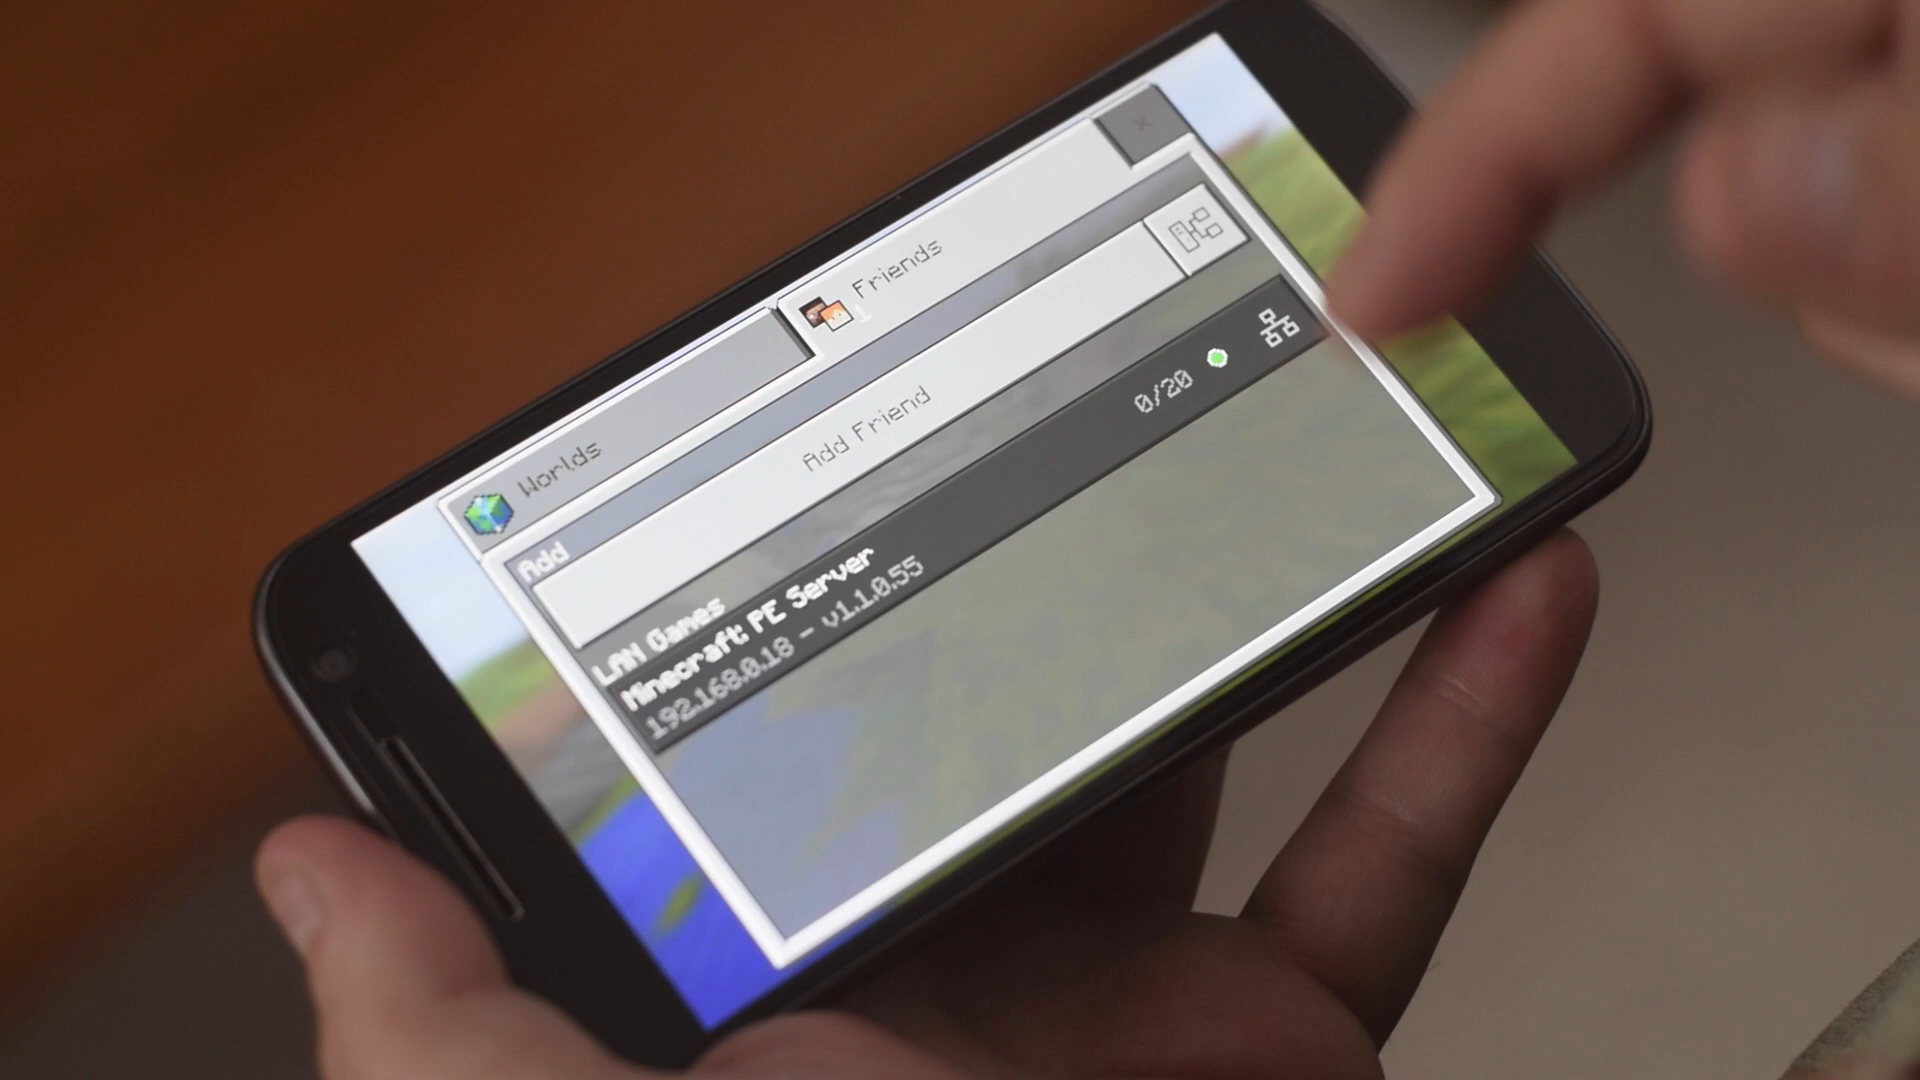 Worlds
Friends
1
Add
Add Friend
LAN Games
Minecraft PE Server
192.168.0.18 - v1.1.0.55
0/20